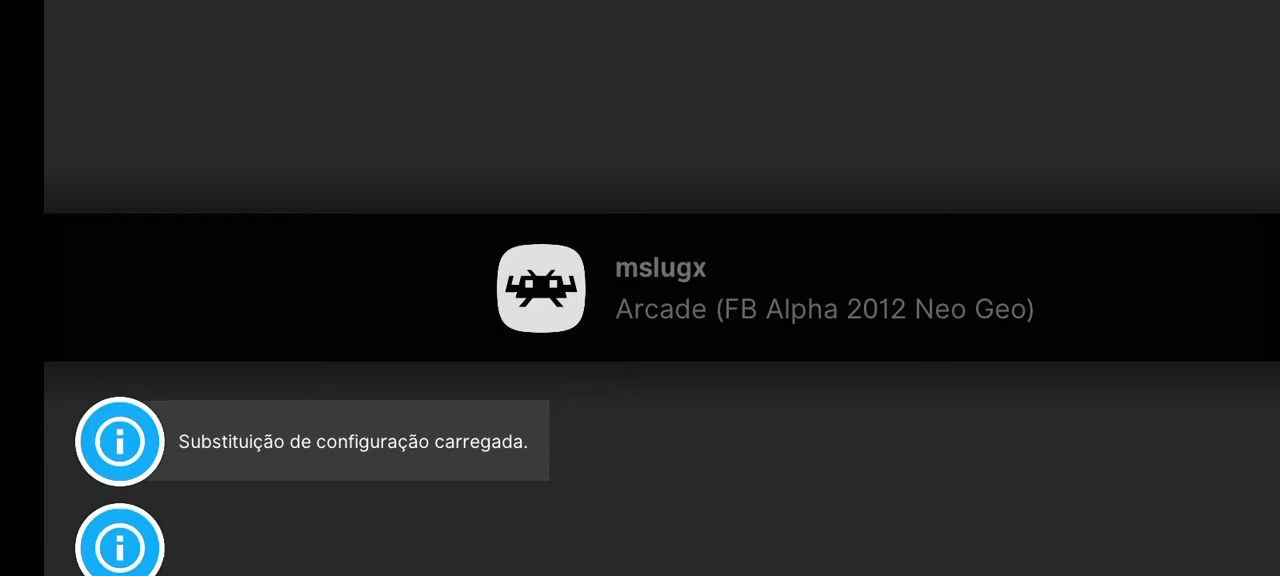 mslugx
Arcade (FB Alpha 2012 Neo Geo)
Substituição de configuração carregada.